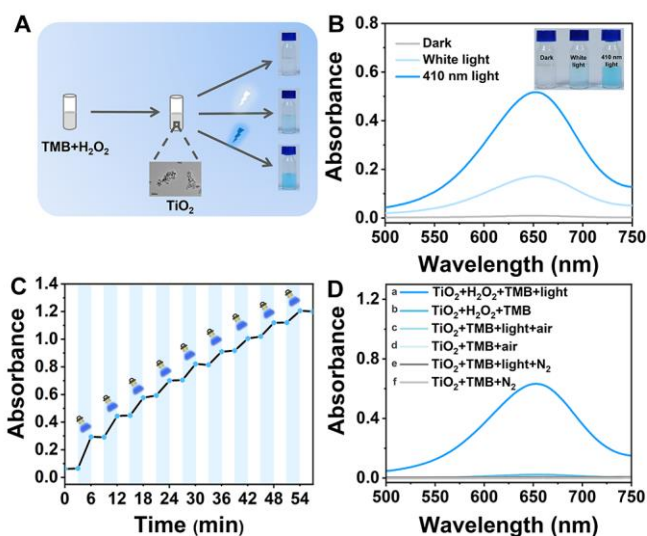 A
TMB+H₂O₂
TiO₂
B
Dark
White light
410 nm light
Dark
White
light
410 nm
light
Absorbance
0.8
0.6
0.4
0.2
0.0
500 550 600 650 700 750
Wavelength (nm)
C
Absorbance
1.4
1.2
1.0
0.8
0.6
0.4
0.2
0.0
0 6 12 18 24 30 36 42 48 54
Time (min)
D
a TiO₂+H₂O₂+TMB+light
b TiO₂+H₂O₂+TMB
c TiO₂+TMB+light+air
d TiO₂+TMB+air
e TiO₂+TMB+light+N₂
f TiO₂+TMB+N₂
Absorbance
1.2
0.8
0.4
0.0
500 550 600 650 700 750
Wavelength (nm)